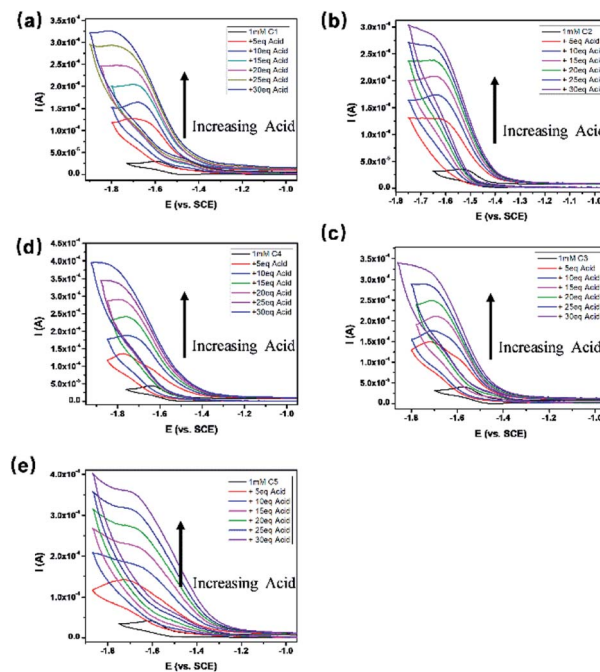 (a)
3.5x10⁻⁴
3.0x10⁻⁴
2.5x10⁻⁴
2.0x10⁻⁴
1.5x10⁻⁴
1.0x10⁻⁴
5.0x10⁻⁵
0.0
I (A)
1mM C1
+5eq Acid
+10eq Acid
+15eq Acid
+20eq Acid
+25eq Acid
+30eq Acid
Increasing Acid
-1.8 -1.6 -1.4 -1.2 -1.0
E (vs. SCE)
(b)
3.0x10⁻⁴
2.5x10⁻⁴
2.0x10⁻⁴
1.5x10⁻⁴
1.0x10⁻⁴
5.0x10⁻⁵
0.0
I (A)
1mM C2
+ 5eq Acid
+ 10eq Acid
+ 15eq Acid
+ 20eq Acid
+ 25eq Acid
+ 30eq Acid
Increasing Acid
-1.8 -1.7 -1.6 -1.5 -1.4 -1.3 -1.2 -1.1 -1.0
E (vs. SCE)
(d)
4.5x10⁻⁴
4.0x10⁻⁴
3.5x10⁻⁴
3.0x10⁻⁴
2.5x10⁻⁴
2.0x10⁻⁴
1.5x10⁻⁴
1.0x10⁻⁴
5.0x10⁻⁵
0.0
I (A)
1mM C4
+5eq Acid
+10eq Acid
+15eq Acid
+20eq Acid
+25eq Acid
+30eq Acid
Increasing Acid
-1.8 -1.6 -1.4 -1.2 -1.0
E (vs. SCE)
(c)
3.5x10⁻⁴
3.0x10⁻⁴
2.5x10⁻⁴
2.0x10⁻⁴
1.5x10⁻⁴
1.0x10⁻⁴
5.0x10⁻⁵
0.0
I (A)
1mM C3
+ 5eq Acid
+ 10eq Acid
+ 15eq Acid
+ 20eq Acid
+ 25eq Acid
+ 30eq Acid
Increasing Acid
-1.8 -1.6 -1.4 -1.2 -1.0
E (vs. SCE)
(e)
4.0x10⁻⁴
3.0x10⁻⁴
2.0x10⁻⁴
1.0x10⁻⁴
0.0
I (A)
1mM C5
+ 5eq Acid
+ 10eq Acid
+ 15eq Acid
+ 20eq Acid
+ 25eq Acid
+ 30eq Acid
Increasing Acid
-1.8 -1.6 -1.4 -1.2 -1.0
E (vs. SCE)